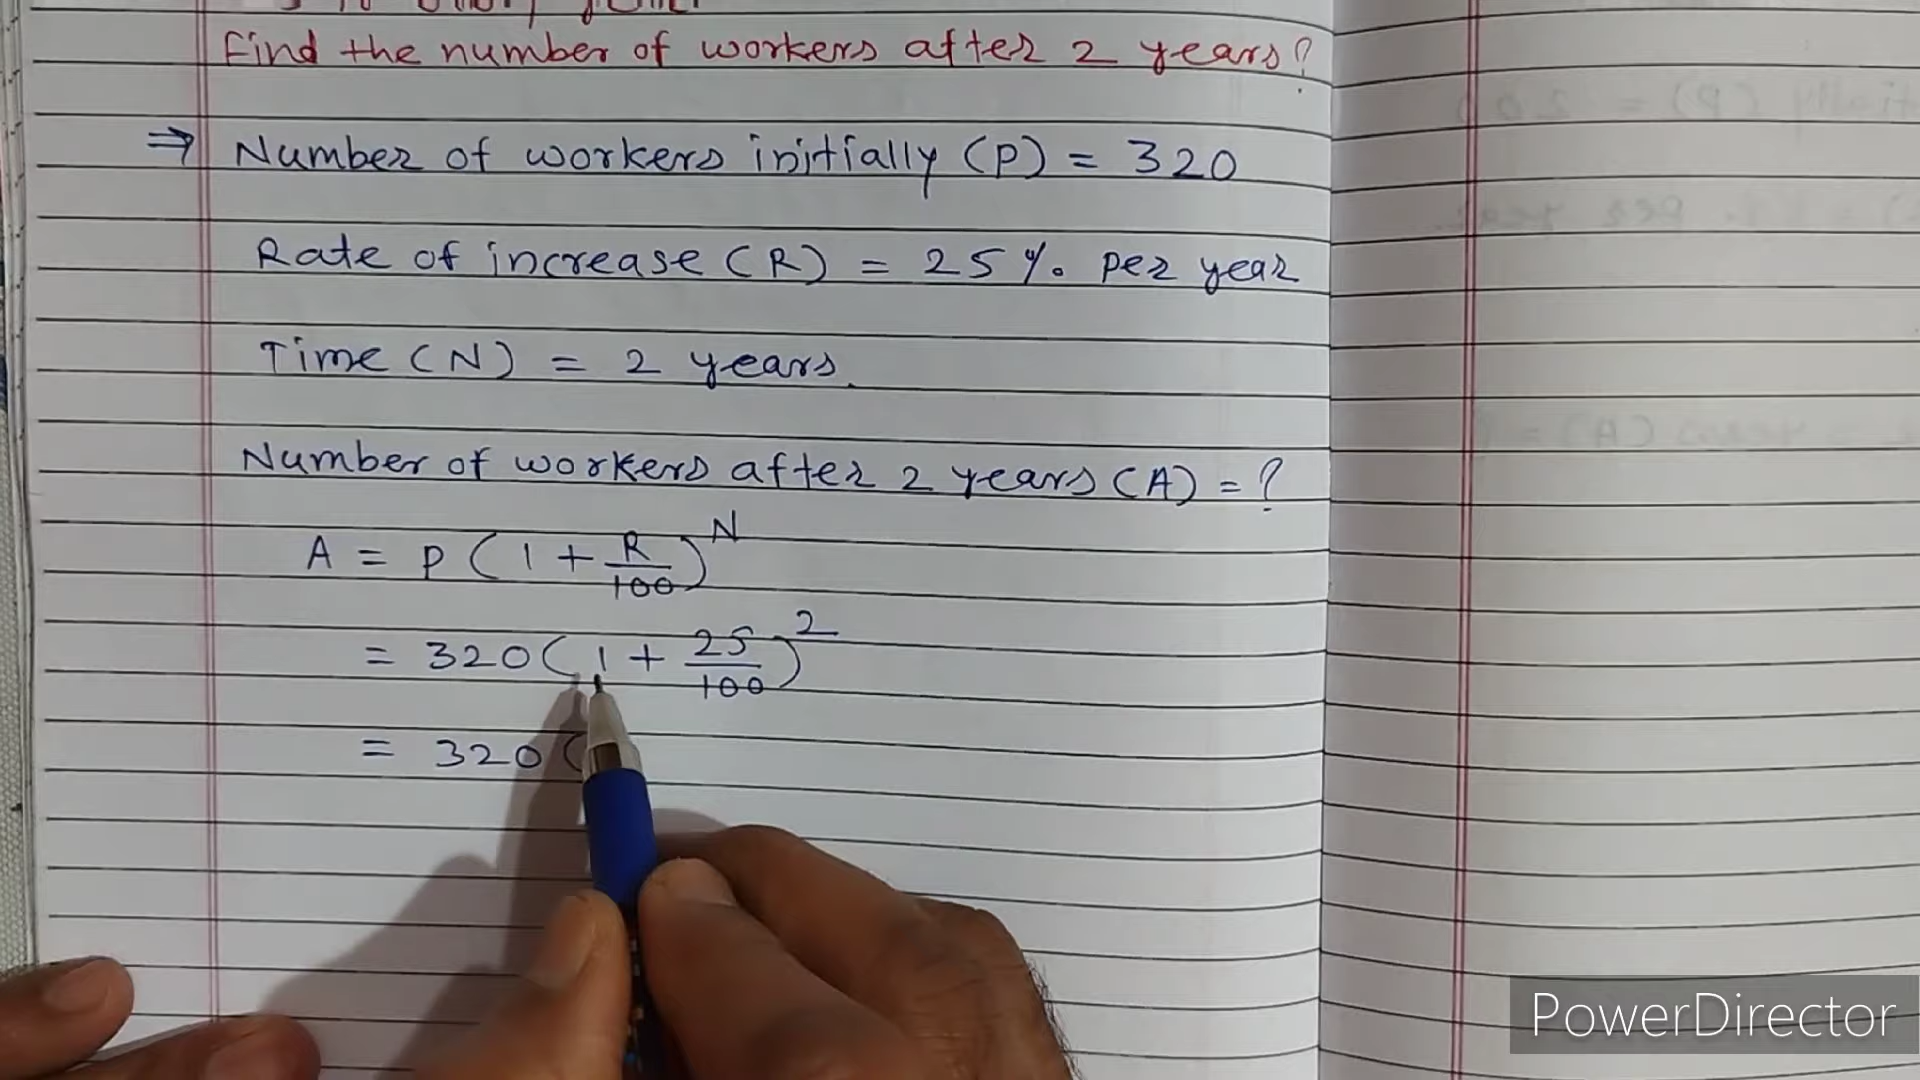 Find the number of workers after 2 years?
⇒ Number of workers initially (P) = 320
Rate of increase (R) = 25% per year
Time (N) = 2 years.
Number of workers after 2 years (A) = ?
A = P ( 1 + R/100 )^N
= 320 ( 1 + 25/100 )^2
= 320 (
PowerDirector